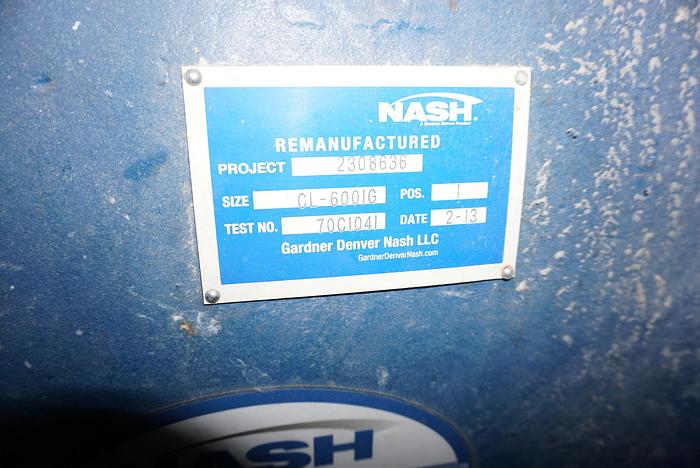 NASH.
A Gardner Denver Product
REMANUFACTURED
PROJECT 2308636
SIZE CL-6001G POS. 1
TEST NO. 70C1041 DATE 2-13
Gardner Denver Nash LLC
GardnerDenverNash.com
ASH